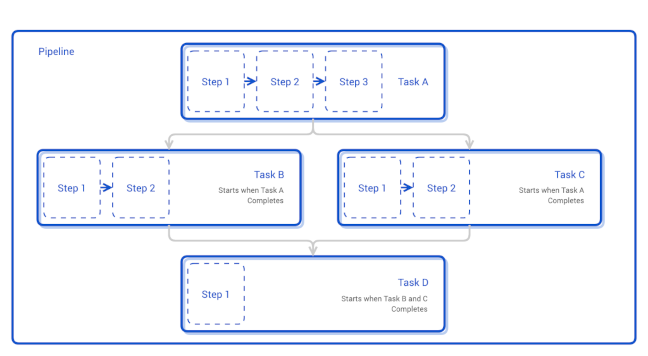 Pipeline
Step 1
Step 2
Step 3
Task A
Step 1
Step 2
Task B
Starts when Task A
Completes
Step 1
Step 2
Task C
Starts when Task A
Completes
Step 1
Task D
Starts when Task B and C
Completes